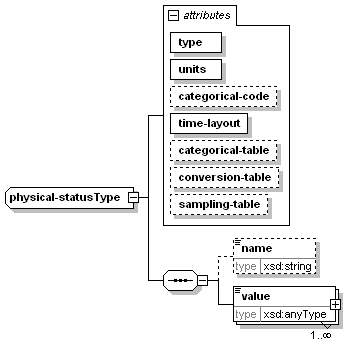 attributes
type
units
categorical-code
time-layout
categorical-table
conversion-table
sampling-table
physical-statusType
name
type xsd:string
value
type xsd:anyType
1..∞